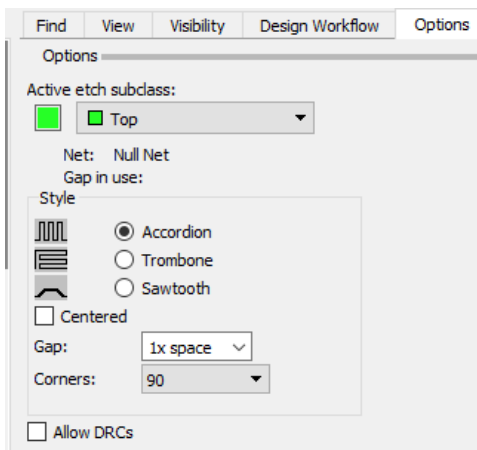 Find View Visibility Design Workflow Options
Options
Active etch subclass:
Top
Net: Null Net
Gap in use:
Style
Accordion
Trombone
Sawtooth
Centered
Gap: 1x space
Corners: 90
Allow DRCs